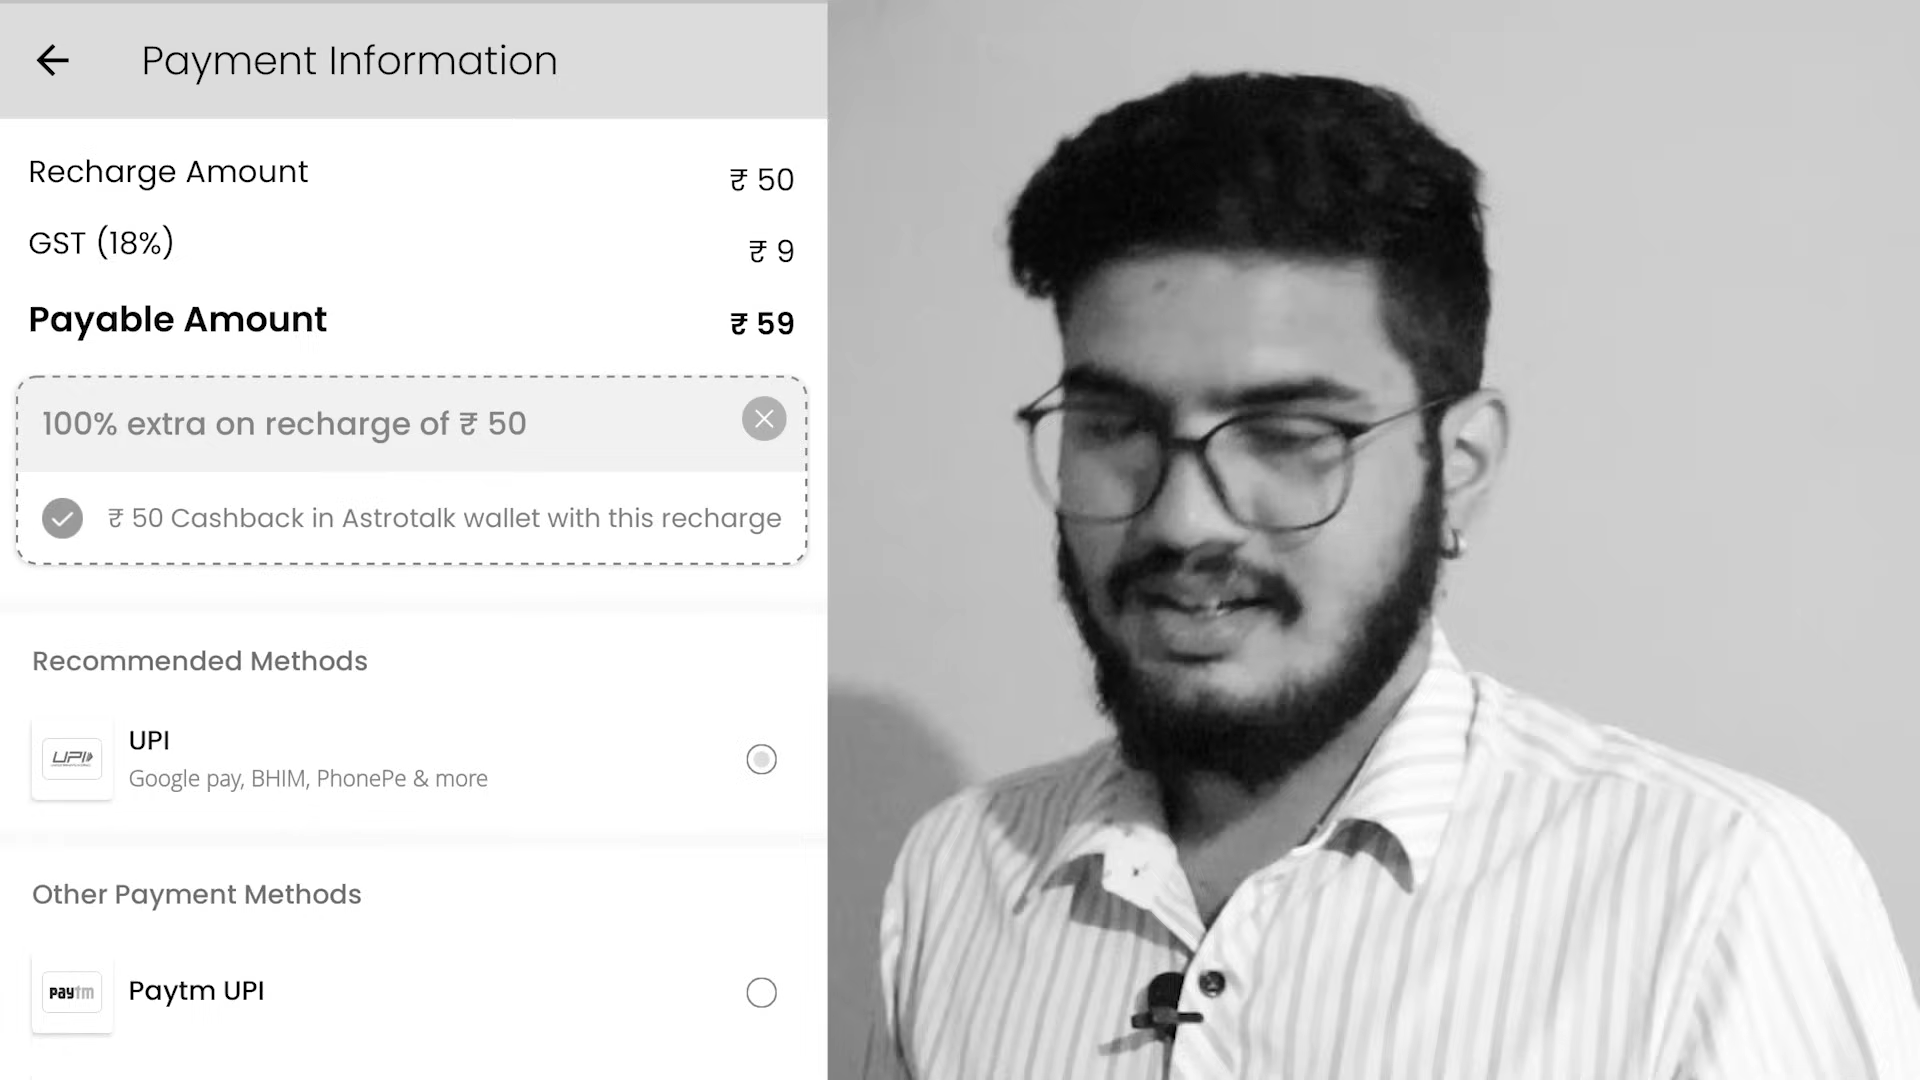 Payment Information
Recharge Amount
₹ 50
GST (18%)
₹ 9
Payable Amount
₹ 59
100% extra on recharge of ₹ 50
₹ 50 Cashback in Astrotalk wallet with this recharge
Recommended Methods
UPI
UPI
Google pay, BHIM, PhonePe & more
Other Payment Methods
paytm
Paytm UPI